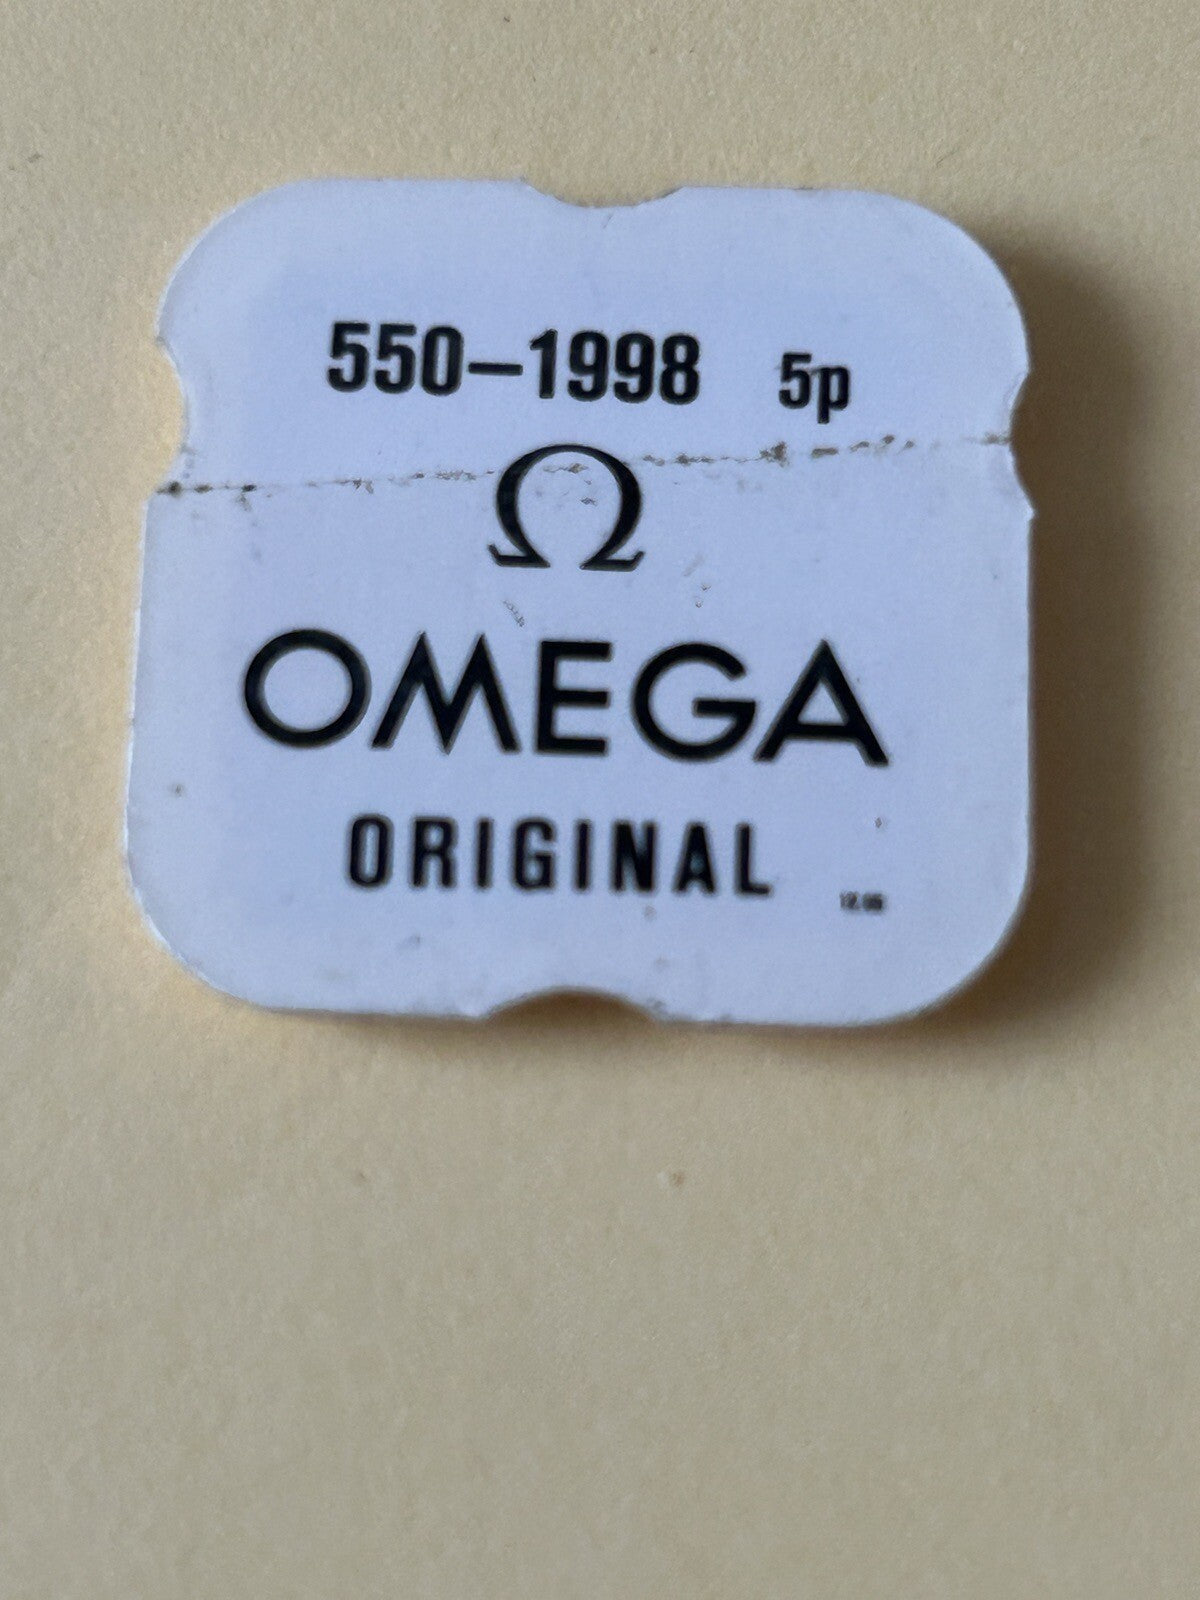 550–1998 5p
Ω
OMEGA
ORIGINAL